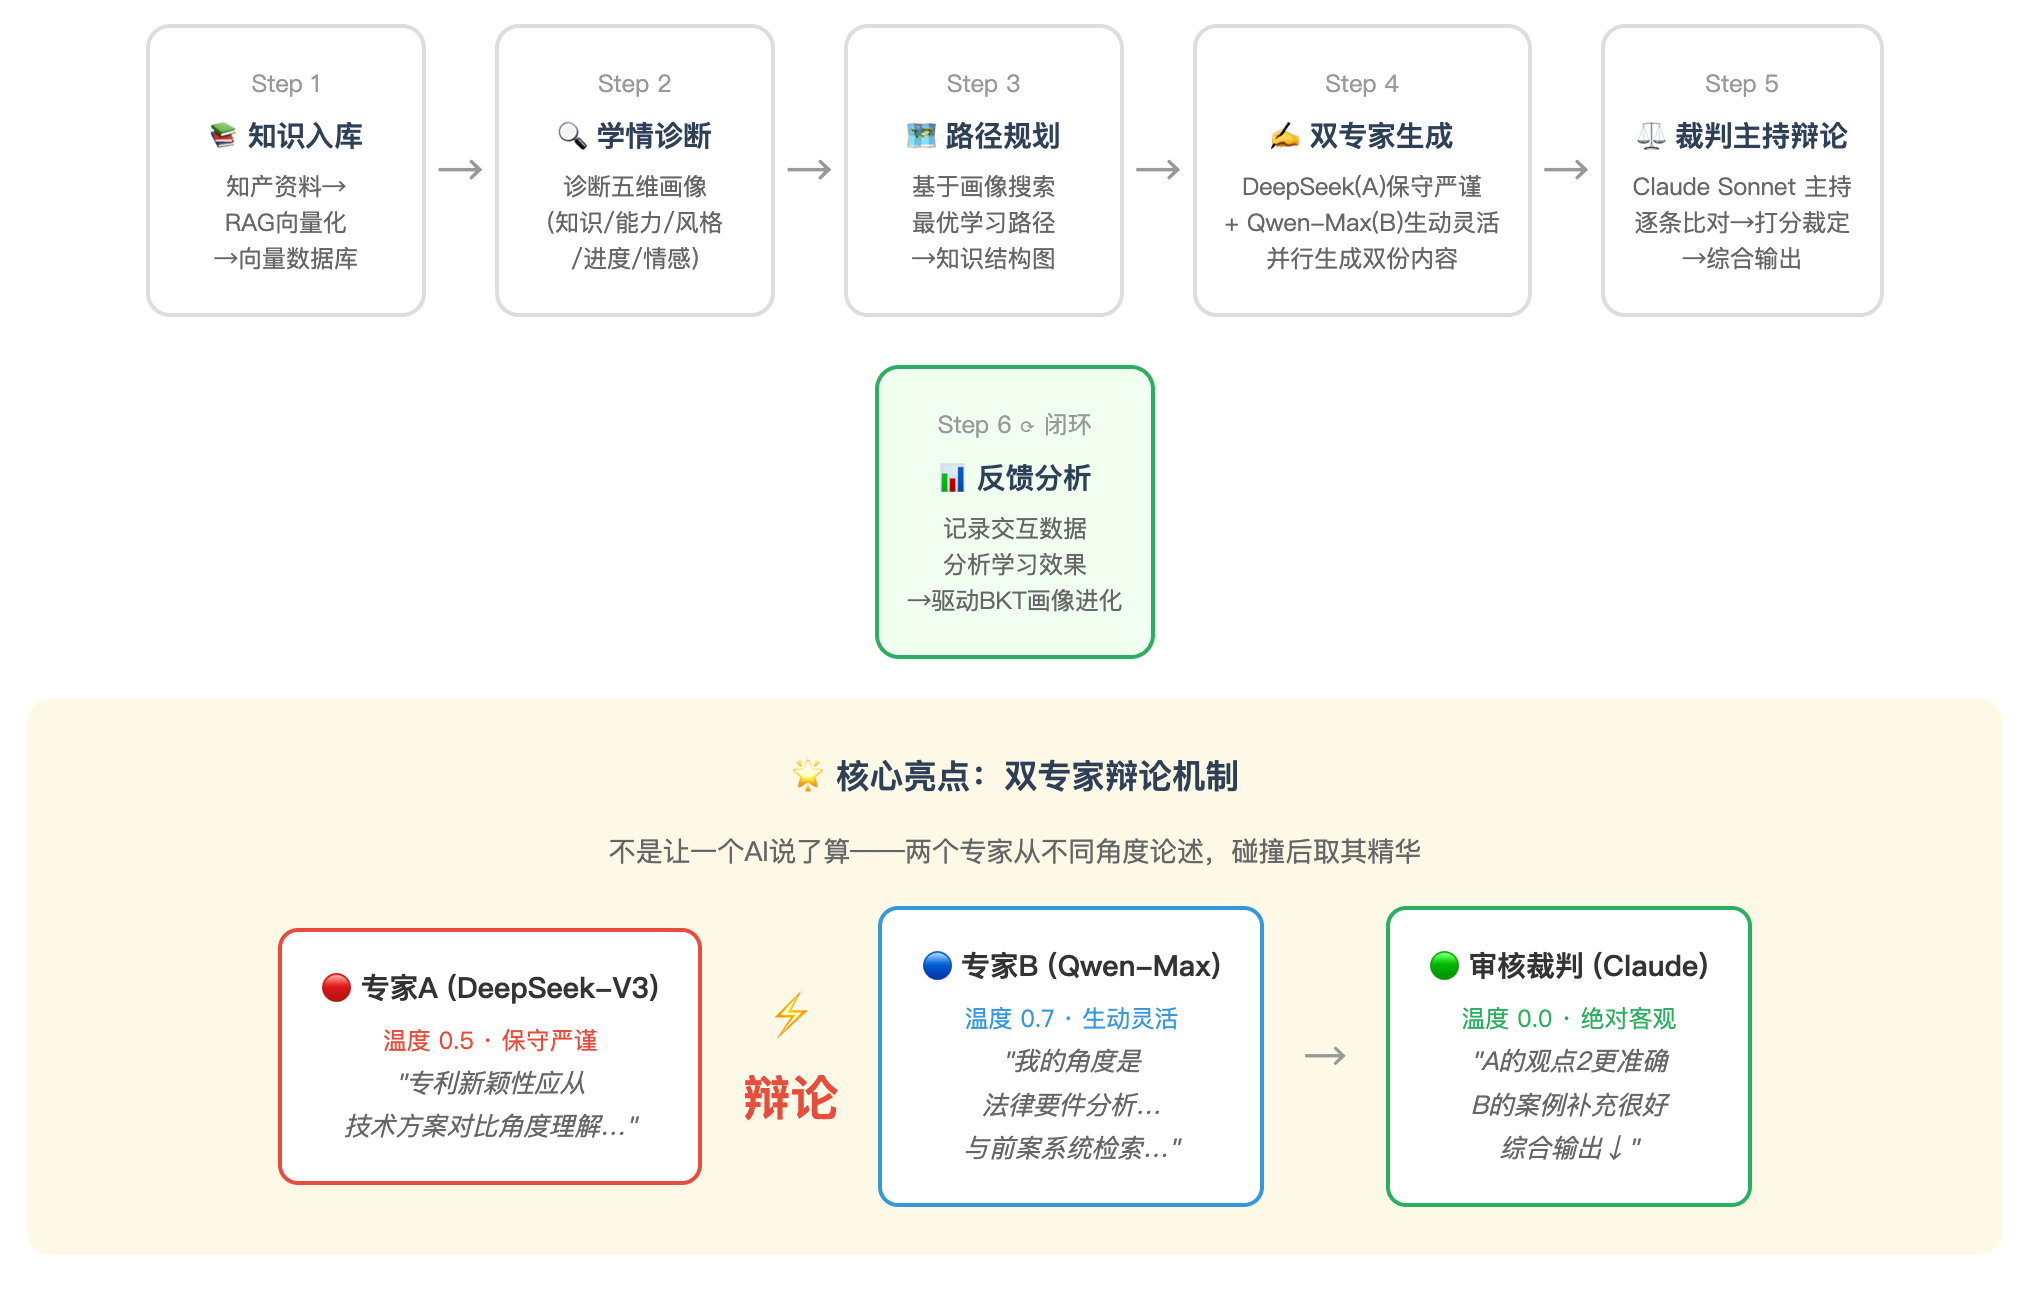 Step 1
📚 知识入库
知产资料→
RAG向量化
→向量数据库
→
Step 2
🔍 学情诊断
诊断五维画像
(知识/能力/风格
/进度/情感)
→
Step 3
🗺️ 路径规划
基于画像搜索
最优学习路径
→知识结构图
→
Step 4
✍️ 双专家生成
DeepSeek(A)保守严谨
+ Qwen-Max(B)生动灵活
并行生成双份内容
→
Step 5
⚖️ 裁判主持辩论
Claude Sonnet 主持
逐条比对→打分裁定
→综合输出
Step 6 ⟳ 闭环
📊 反馈分析
记录交互数据
分析学习效果
→驱动BKT画像进化
🌟 核心亮点：双专家辩论机制
不是让一个AI说了算——两个专家从不同角度论述，碰撞后取其精华
🔴 专家A (DeepSeek-V3)
温度 0.5 · 保守严谨
"专利新颖性应从
技术方案对比角度理解..."
⚡
辩论
🔵 专家B (Qwen-Max)
温度 0.7 · 生动灵活
"我的角度是
法律要件分析...
与前案系统检索..."
→
🟢 审核裁判 (Claude)
温度 0.0 · 绝对客观
"A的观点2更准确
B的案例补充很好
综合输出↓"